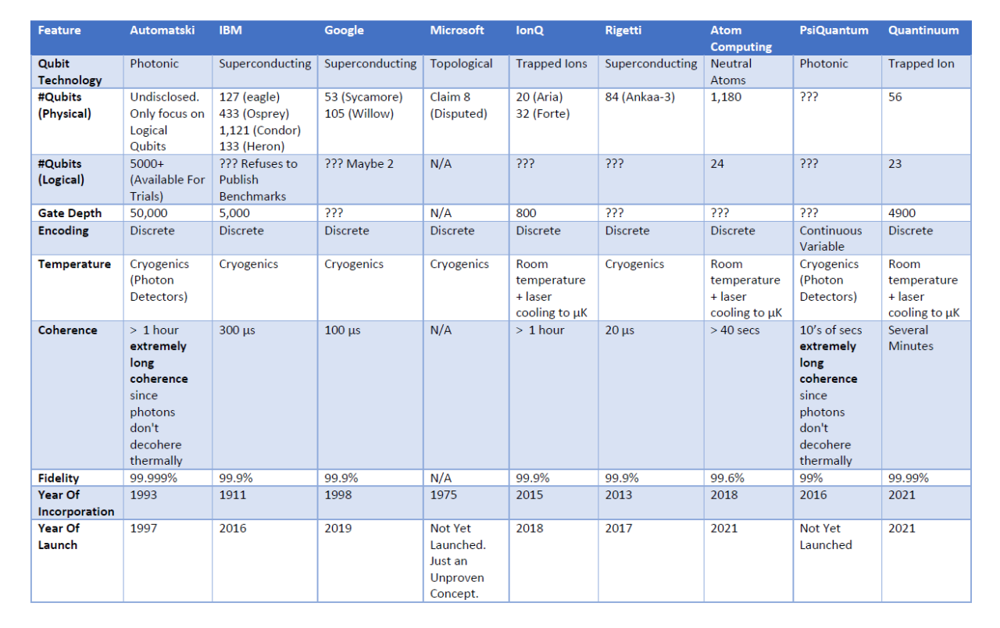 Feature Automatski IBM Google Microsoft IonQ Rigetti Atom Computing PsiQuantum Quantinuum
Qubit Technology Photonic Superconducting Superconducting Topological Trapped Ions Superconducting Neutral Atoms Photonic Trapped Ion
#Qubits (Physical) Undisclosed. Only focus on Logical Qubits 127 (eagle) 433 (Osprey) 1,121 (Condor) 133 (Heron) 53 (Sycamore) 105 (Willow) Claim 8 (Disputed) 20 (Aria) 32 (Forte) 84 (Ankaa-3) 1,180 ??? 56
#Qubits (Logical) 5000+ (Available For Trials) ??? Refuses to Publish Benchmarks ??? Maybe 2 N/A ??? ??? 24 ??? 23
Gate Depth 50,000 5,000 ??? N/A 800 ??? ??? ??? 4900
Encoding Discrete Discrete Discrete Discrete Discrete Discrete Discrete Continuous Variable Discrete
Temperature Cryogenics (Photon Detectors) Cryogenics Cryogenics Cryogenics Room temperature + laser cooling to µK Cryogenics Room temperature + laser cooling to µK Cryogenics (Photon Detectors) Room temperature + laser cooling to µK
Coherence > 1 hour extremely long coherence since photons don't decohere thermally 300 µs 100 µs N/A > 1 hour 20 µs > 40 secs 10's of secs extremely long coherence since photons don't decohere thermally Several Minutes
Fidelity 99.999% 99.9% 99.9% N/A 99.9% 99.9% 99.6% 99% 99.99%
Year Of Incorporation 1993 1911 1998 1975 2015 2013 2018 2016 2021
Year Of Launch 1997 2016 2019 Not Yet Launched. Just an Unproven Concept. 2018 2017 2021 Not Yet Launched 2021